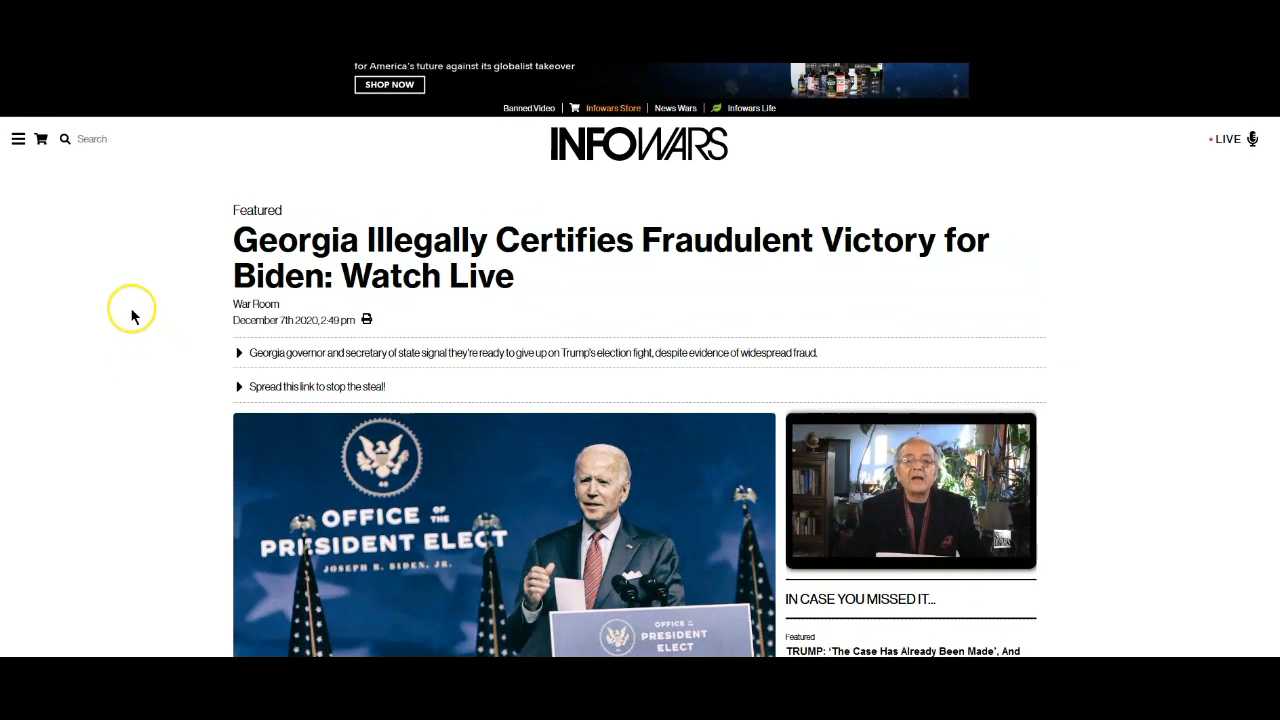 for America's future against its globalist takeover
SHOP NOW
Banned.Video
Infowars Store
News Wars
Infowars Life
Search
INFOWARS
LIVE
Featured
Georgia Illegally Certifies Fraudulent Victory for
Biden: Watch Live
War Room
December 7th 2020, 2:49 pm
Georgia governor and secretary of state signal they're ready to give up on Trump's election fight, despite evidence of widespread fraud.
Spread this link to stop the steal!
OFFICE OF THE
PRESIDENT ELECT
JOSEPH R. BIDEN, JR.
OFFICE OF THE
PRESIDENT
ELECT
IN CASE YOU MISSED IT...
Featured
TRUMP: ‘The Case Has Already Been Made’, And